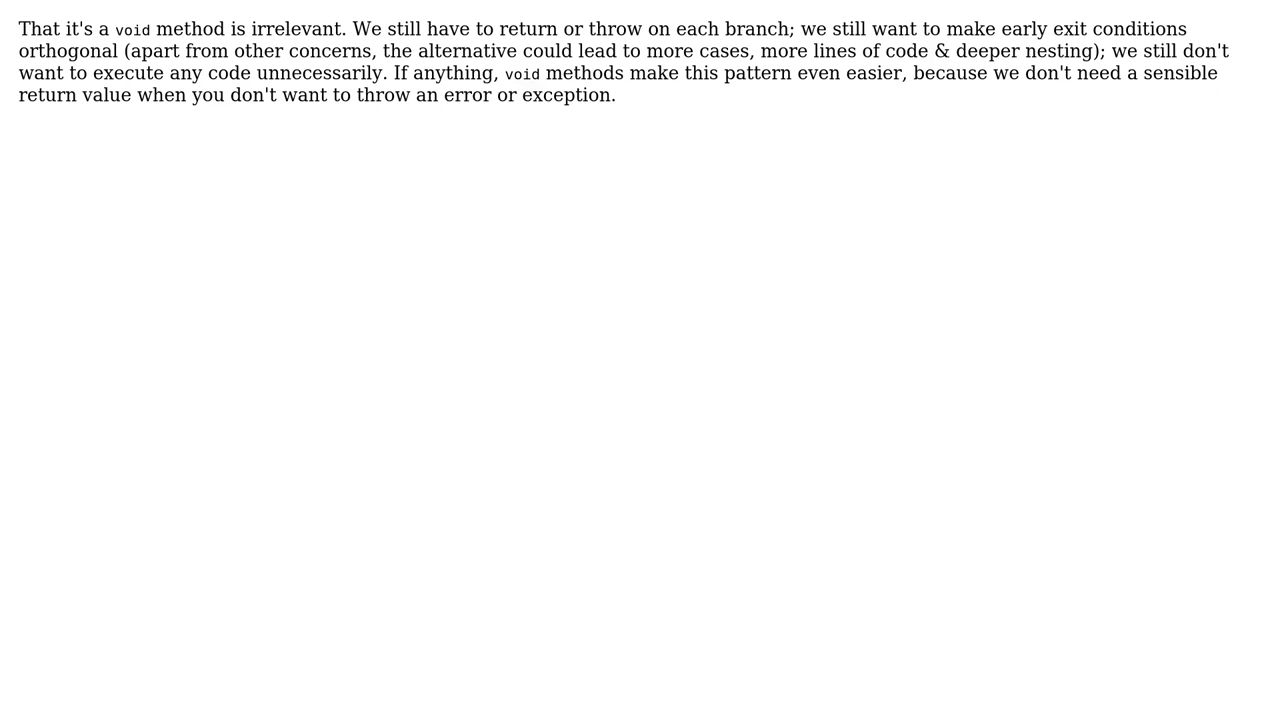 That it's a void method is irrelevant. We still have to return or throw on each branch; we still want to make early exit conditions
orthogonal (apart from other concerns, the alternative could lead to more cases, more lines of code & deeper nesting); we still don't
want to execute any code unnecessarily. If anything, void methods make this pattern even easier, because we don't need a sensible
return value when you don't want to throw an error or exception.